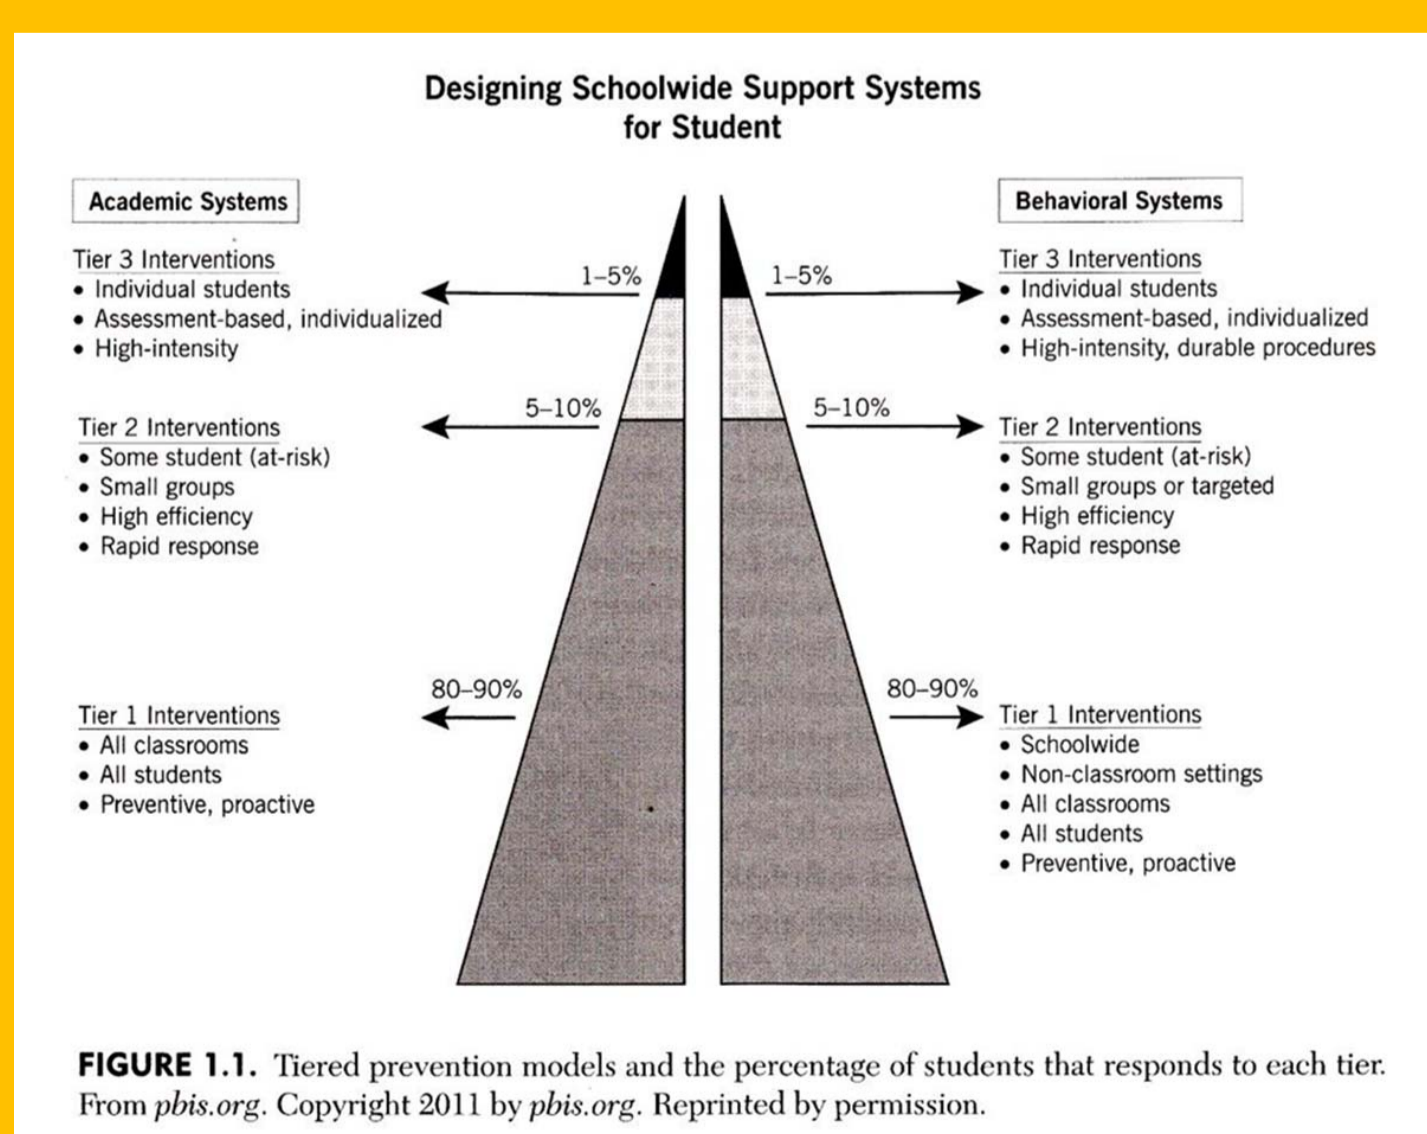 Designing Schoolwide Support Systems
for Student
Academic Systems
Tier 3 Interventions
• Individual students
• Assessment-based, individualized
• High-intensity
1–5%
Tier 2 Interventions
• Some student (at-risk)
• Small groups
• High efficiency
• Rapid response
5–10%
Tier 1 Interventions
• All classrooms
• All students
• Preventive, proactive
80–90%
Behavioral Systems
1–5%
Tier 3 Interventions
• Individual students
• Assessment-based, individualized
• High-intensity, durable procedures
5–10%
Tier 2 Interventions
• Some student (at-risk)
• Small groups or targeted
• High efficiency
• Rapid response
80–90%
Tier 1 Interventions
• Schoolwide
• Non-classroom settings
• All classrooms
• All students
• Preventive, proactive
FIGURE 1.1. Tiered prevention models and the percentage of students that responds to each tier.
From pbis.org. Copyright 2011 by pbis.org. Reprinted by permission.